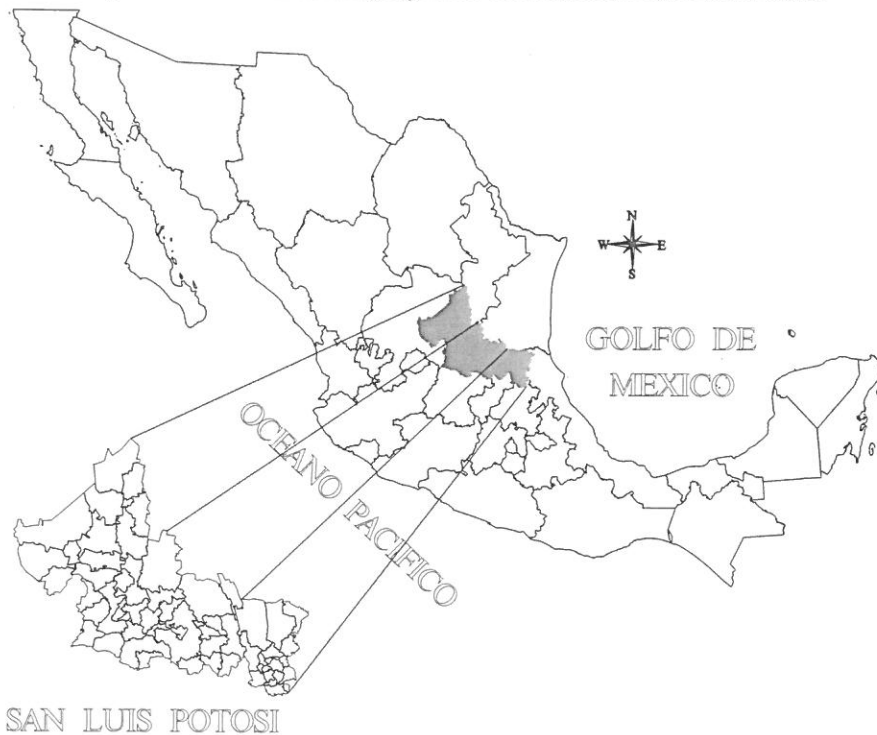 N
W E
S
GOLFO DE
MEXICO
OCEANO PACIFICO
SAN LUIS POTOSI